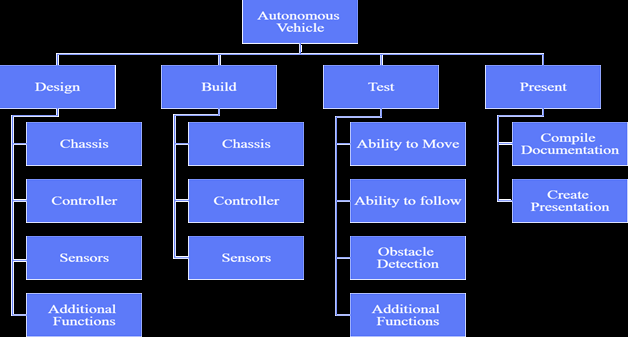 Autonomous
Vehicle
Design
Build
Test
Present
Chassis
Controller
Sensors
Additional
Functions
Chassis
Controller
Sensors
Ability to Move
Ability to follow
Obstacle
Detection
Additional
Functions
Compile
Documentation
Create
Presentation